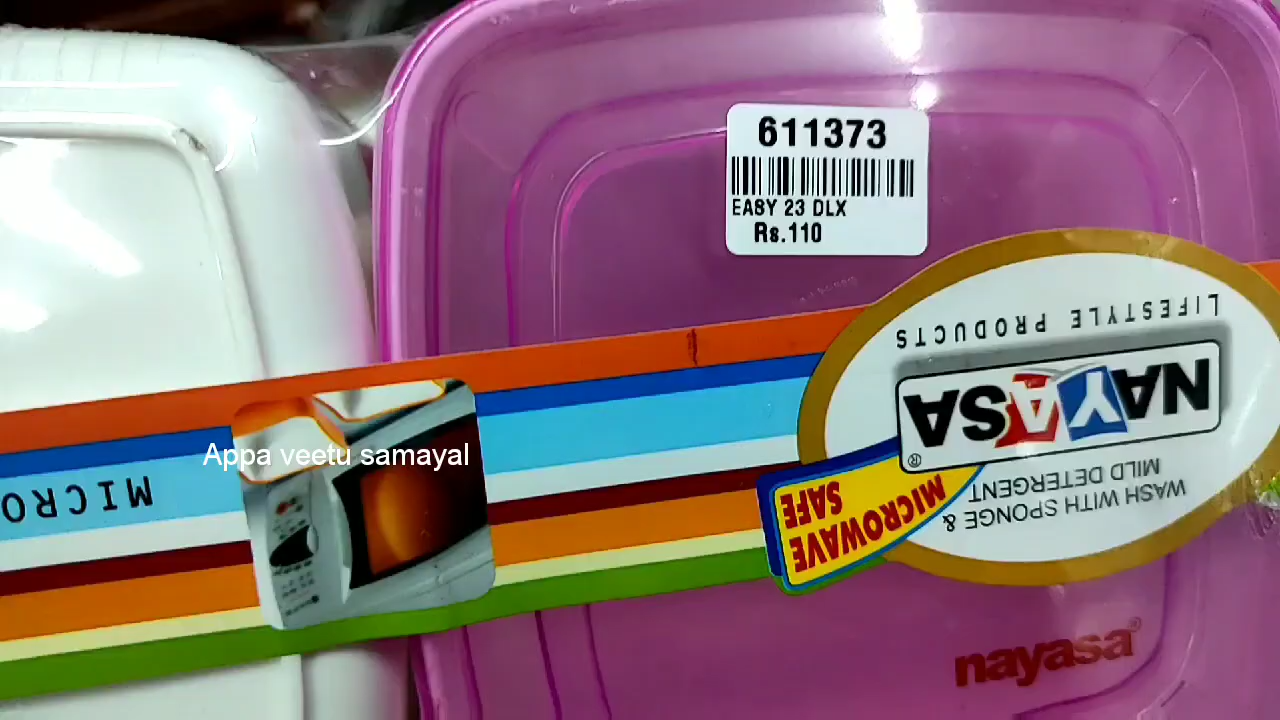 611373
EASY 23 DLX
Rs.110
LIFESTYLE PRODUCTS
NAYASA
®
WASH WITH SPONGE &
MILD DETERGENT
MICROWAVE
SAFE
MICRO
Appa veetu samayal
nayasa®